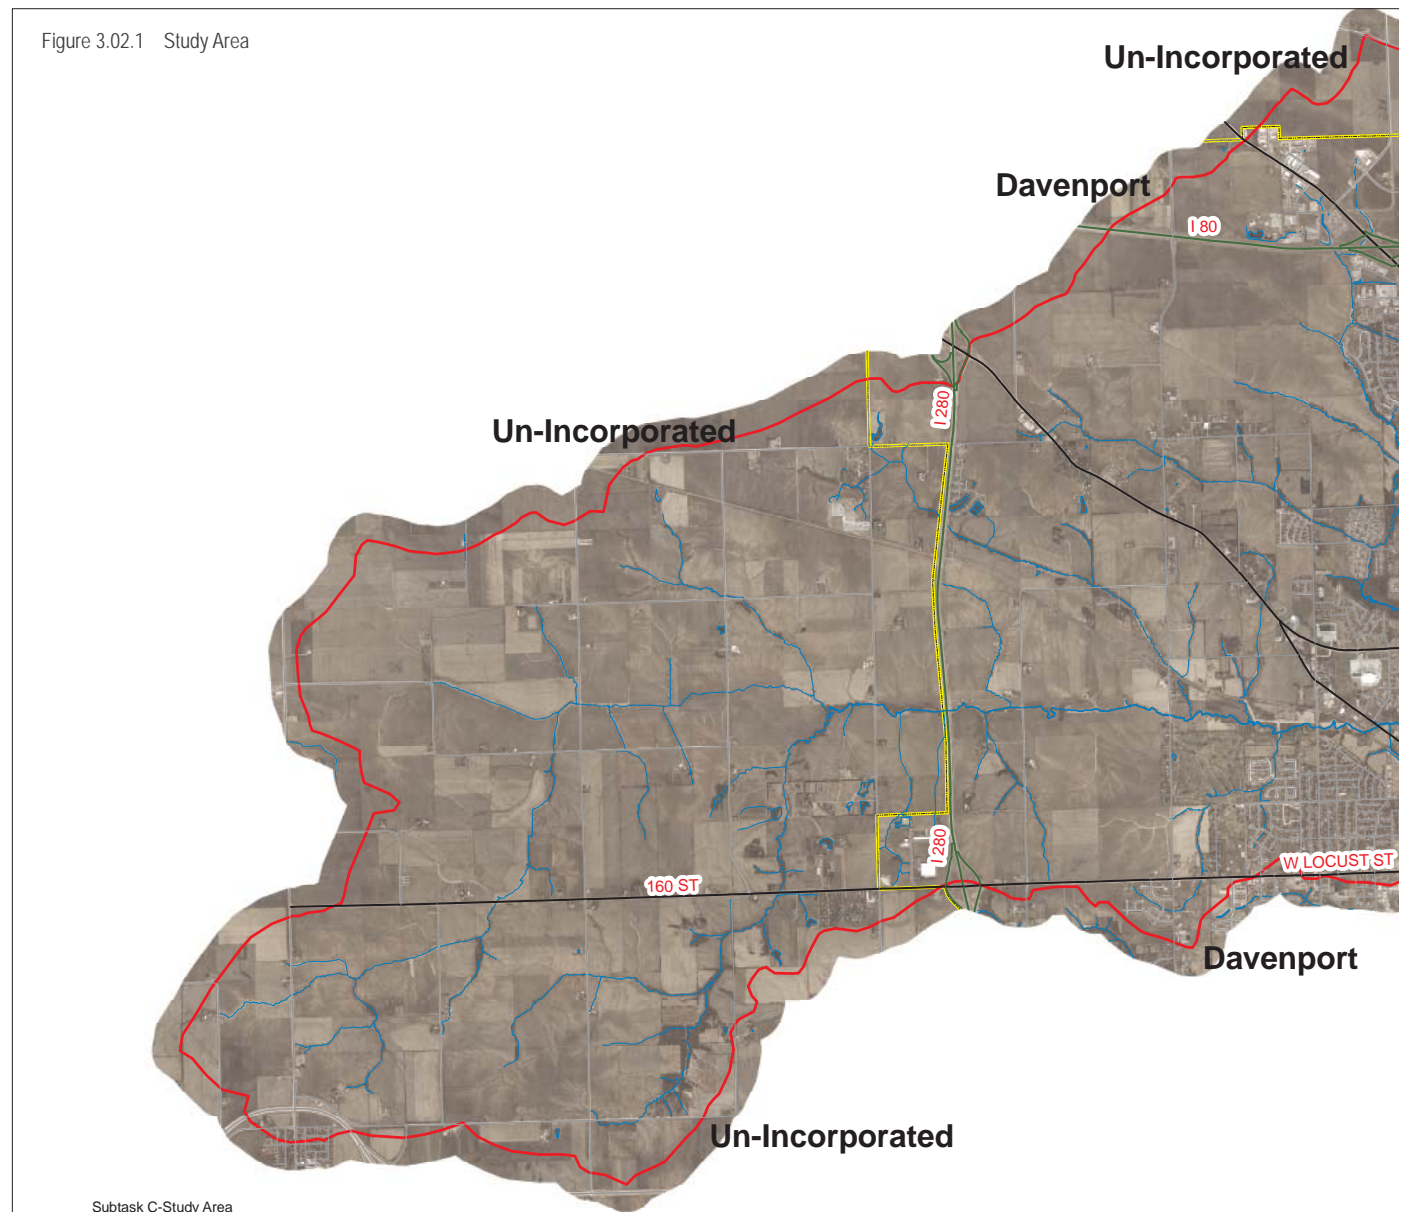 Figure 3.02.1 Study Area
Un-Incorporated
Davenport
I 80
I 280
Un-Incorporated
I 280
W LOCUST ST
160 ST
Davenport
Un-Incorporated
Subtask C-Study Area